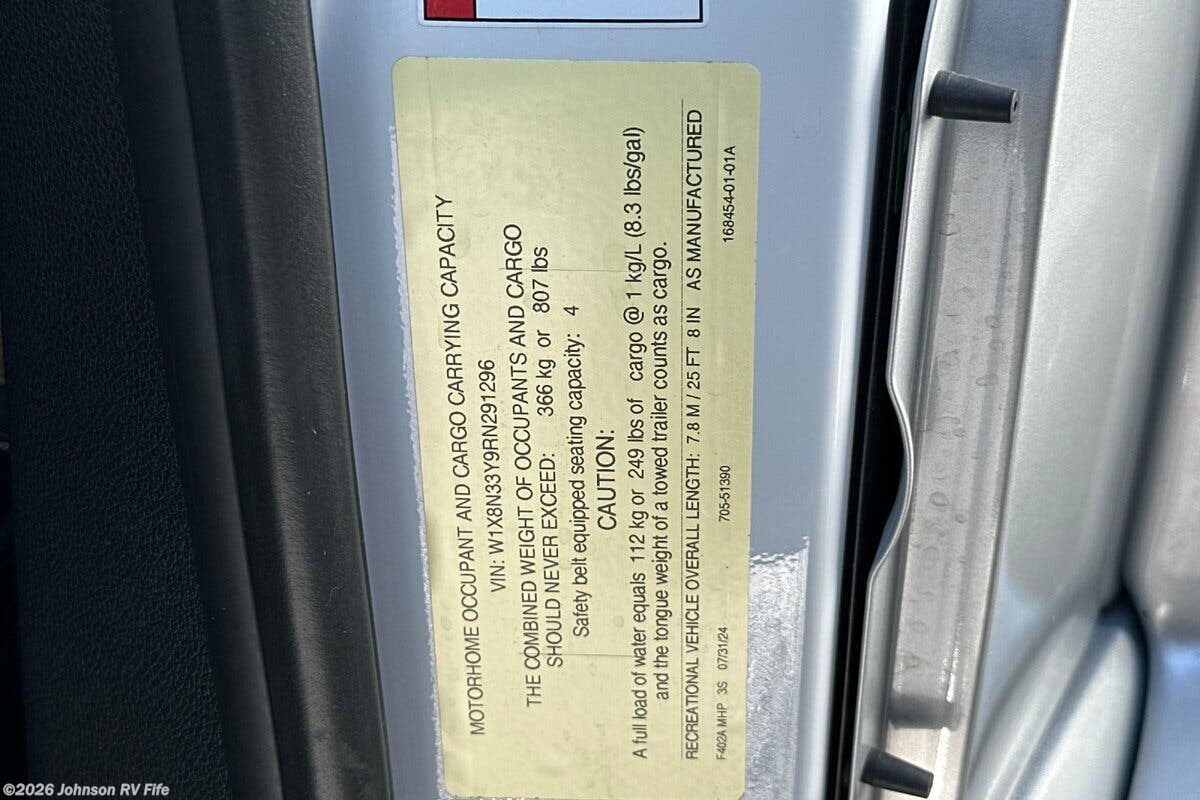 MOTORHOME OCCUPANT AND CARGO CARRYING CAPACITY
VIN: W1X8N33Y9RN291296
THE COMBINED WEIGHT OF OCCUPANTS AND CARGO
SHOULD NEVER EXCEED: 366 kg or 807 lbs
Safety belt equipped seating capacity: 4
CAUTION:
A full load of water equals 112 kg or 249 lbs of cargo @ 1 kg/L (8.3 lbs/gal)
and the tongue weight of a towed trailer counts as cargo.
RECREATIONAL VEHICLE OVERALL LENGTH: 7.8 M / 25 FT 8 IN AS MANUFACTURED
F402A MHP 3S 07/31/24 705-51390 168454-01-01A
©2026 Johnson RV Fife